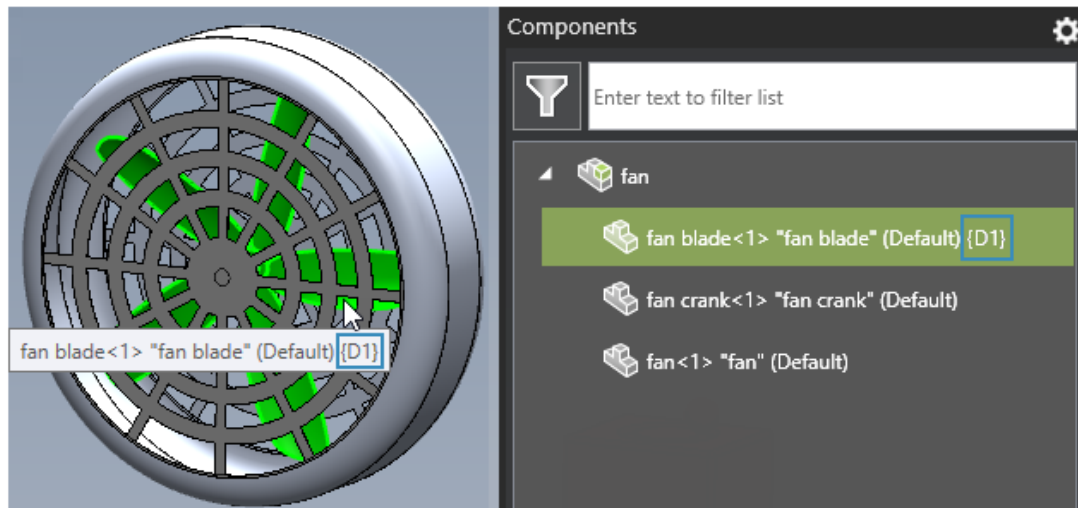 Components
Enter text to filter list
fan
fan blade<1> "fan blade" (Default) {D1}
fan crank<1> "fan crank" (Default)
fan<1> "fan" (Default)
fan blade<1> "fan blade" (Default) {D1}